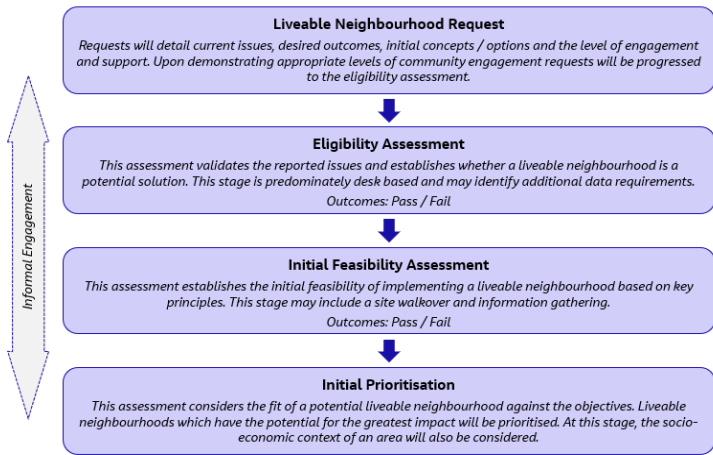 Liveable Neighbourhood Request
Requests will detail current issues, desired outcomes, initial concepts / options and the level of engagement
and support. Upon demonstrating appropriate levels of community engagement requests will be progressed
to the eligibility assessment.
Eligibility Assessment
This assessment validates the reported issues and establishes whether a liveable neighbourhood is a
potential solution. This stage is predominately desk based and may identify additional data requirements.
Outcomes: Pass / Fail
Informal Engagement
Initial Feasibility Assessment
This assessment establishes the initial feasibility of implementing a liveable neighbourhood based on key
principles. This stage may include a site walkover and information gathering.
Outcomes: Pass / Fail
Initial Prioritisation
This assessment considers the fit of a potential liveable neighbourhood against the objectives. Liveable
neighbourhoods which have the potential for the greatest impact will be prioritised. At this stage, the socio-
economic context of an area will also be considered.